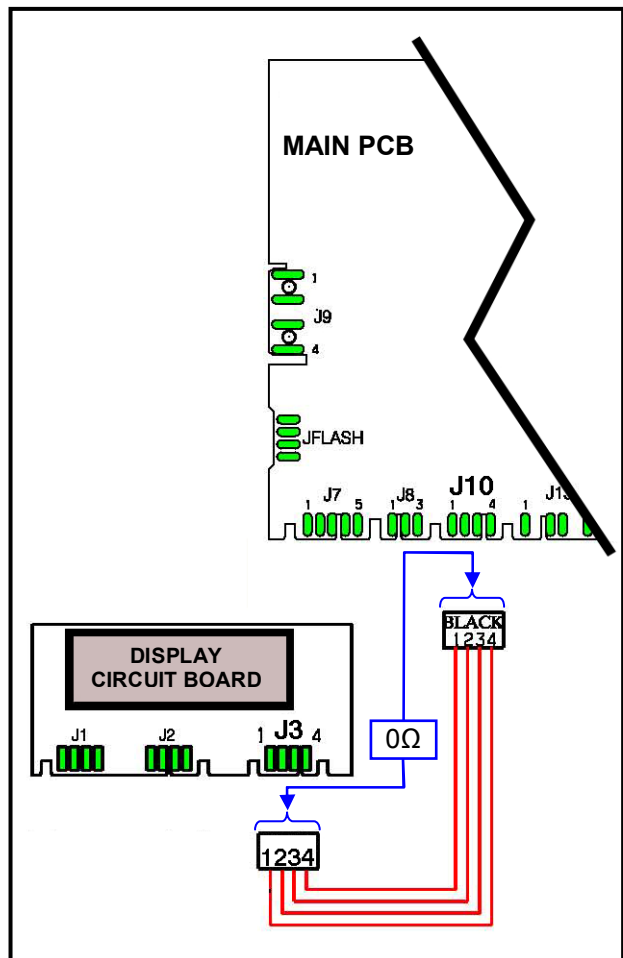 MAIN PCB
1
J9
4
JFLASH
J7
J8
J10
1
5
1
3
1
4
1
BLACK
1234
DISPLAY
CIRCUIT BOARD
0Ω
J1
J2
1
J3
4
1234